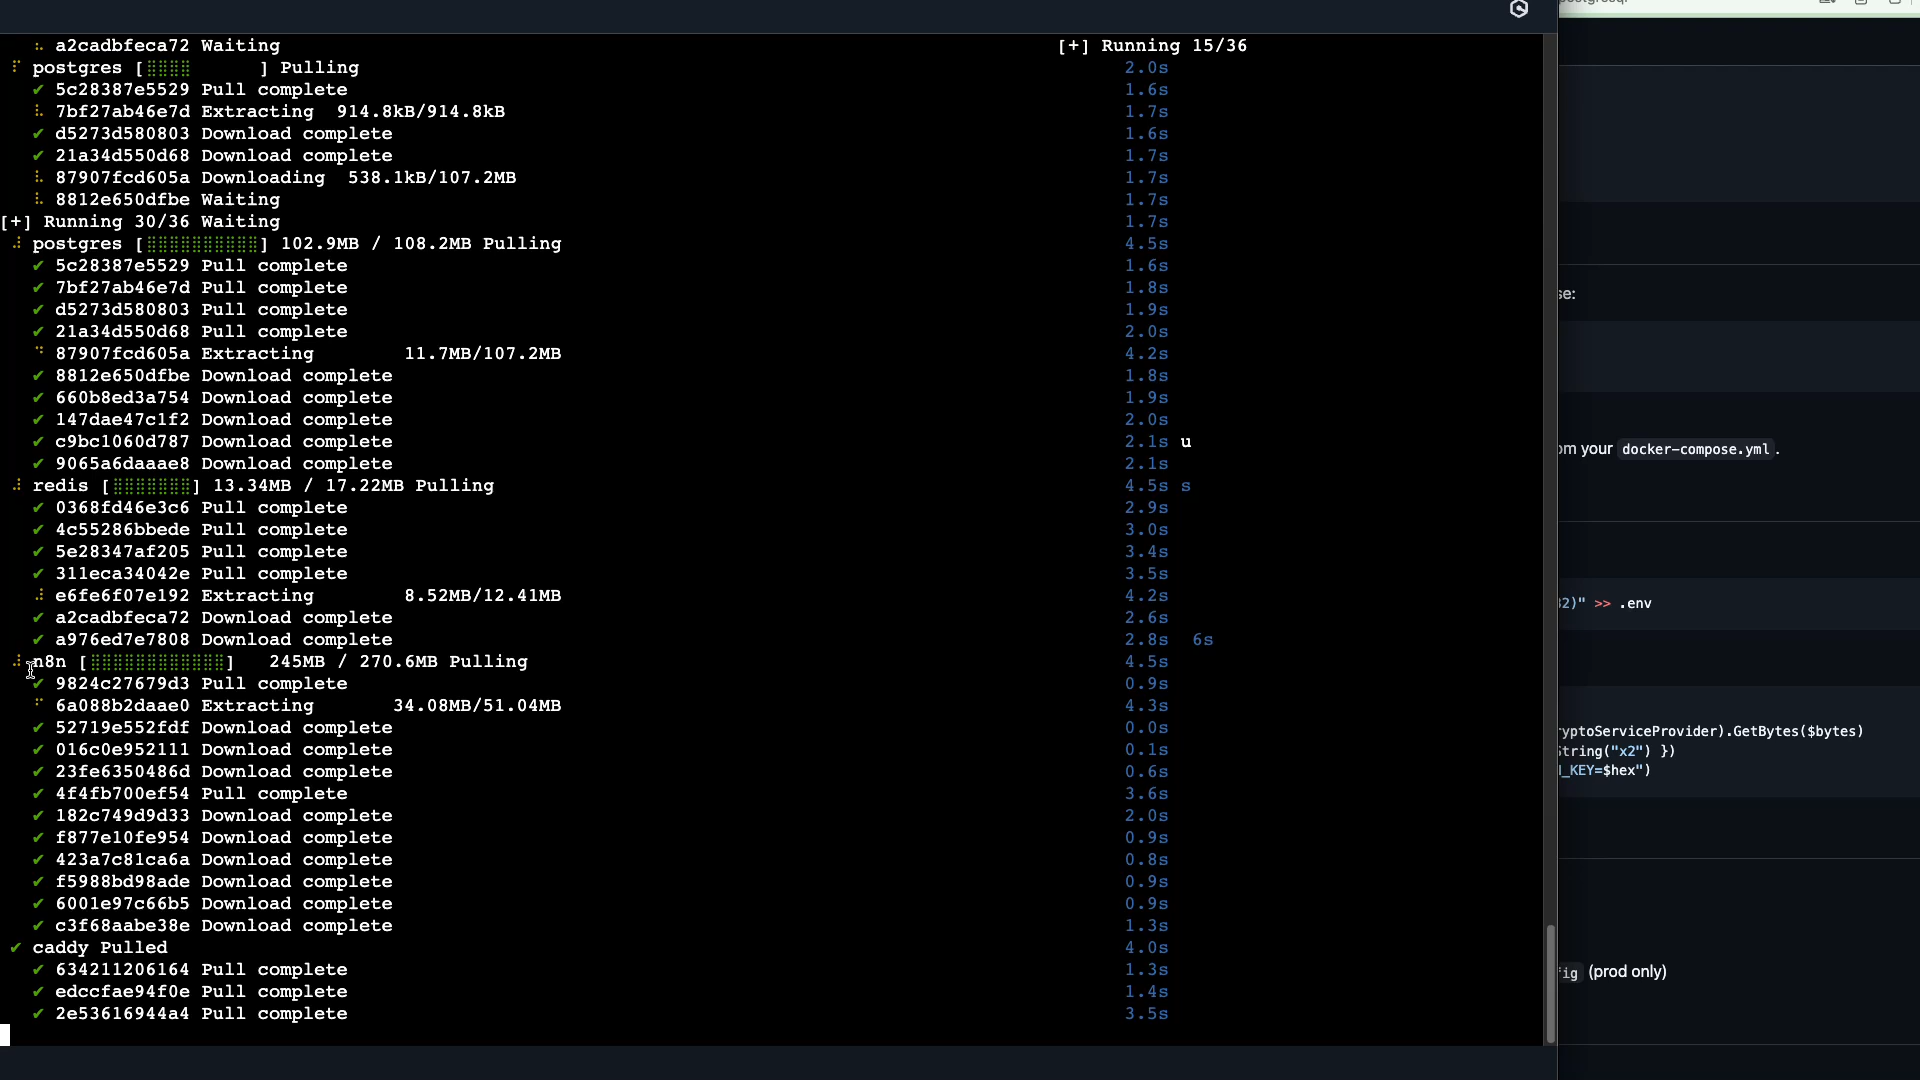 a2cadbfeca72 Waiting [+] Running 15/36
postgres [ ] Pulling 2.0s
✔ 5c28387e5529 Pull complete 1.6s
7bf27ab46e7d Extracting 914.8kB/914.8kB 1.7s
✔ d5273d580803 Download complete 1.6s
✔ 21a34d550d68 Download complete 1.7s
87907fcd605a Downloading 538.1kB/107.2MB 1.7s
8812e650dfbe Waiting 1.7s
[+] Running 30/36 Waiting 1.7s
postgres [ ] 102.9MB / 108.2MB Pulling 4.5s
✔ 5c28387e5529 Pull complete 1.6s
✔ 7bf27ab46e7d Pull complete 1.8s
✔ d5273d580803 Pull complete 1.9s
✔ 21a34d550d68 Pull complete 2.0s
87907fcd605a Extracting 11.7MB/107.2MB 4.2s
✔ 8812e650dfbe Download complete 1.8s
✔ 660b8ed3a754 Download complete 1.9s
✔ 147dae47c1f2 Download complete 2.0s
✔ c9bc1060d787 Download complete 2.1s u
✔ 9065a6daaae8 Download complete 2.1s
redis [ ] 13.34MB / 17.22MB Pulling 4.5s s
✔ 0368fd46e3c6 Pull complete 2.9s
✔ 4c55286bbede Pull complete 3.0s
✔ 5e28347af205 Pull complete 3.4s
✔ 311eca34042e Pull complete 3.5s
e6fe6f07e192 Extracting 8.52MB/12.41MB 4.2s
✔ a2cadbfeca72 Download complete 2.6s
✔ a976ed7e7808 Download complete 2.8s 6s
n8n [ ] 245MB / 270.6MB Pulling 4.5s
✔ 9824c27679d3 Pull complete 0.9s
6a088b2daae0 Extracting 34.08MB/51.04MB 4.3s
✔ 52719e552fdf Download complete 0.0s
✔ 016c0e952111 Download complete 0.1s
✔ 23fe6350486d Download complete 0.6s
✔ 4f4fb700ef54 Pull complete 3.6s
✔ 182c749d9d33 Download complete 2.0s
✔ f877e10fe954 Download complete 0.9s
✔ 423a7c81ca6a Download complete 0.8s
✔ f5988bd98ade Download complete 0.9s
✔ 6001e97c66b5 Download complete 0.9s
✔ c3f68aabe38e Download complete 1.3s
✔ caddy Pulled 4.0s
✔ 634211206164 Pull complete 1.3s
✔ edccfae94f0e Pull complete 1.4s
✔ 2e53616944a4 Pull complete 3.5s
se:
om your docker-compose.yml.
32)" >> .env
ryptoServiceProvider).GetBytes($bytes)
String("x2") })
_KEY=$hex")
fig (prod only)